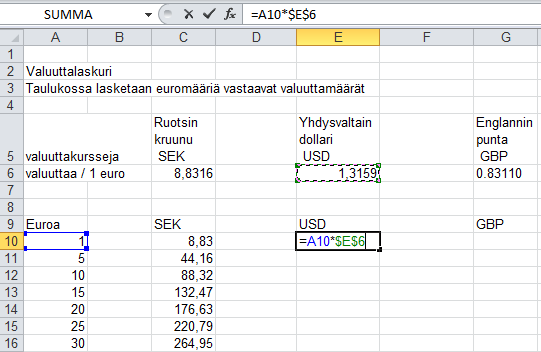 SUMMA fx =A10*$E$6
A B C D E F G
1
2 Valuuttalaskuri
3 Taulukossa lasketaan euromääriä vastaavat valuuttamäärät
4
Ruotsin Yhdysvaltain Englannin
kruunu dollari punta
5 valuuttakursseja SEK USD GBP
6 valuuttaa / 1 euro 8,8316 1,3159 0.83110
7
8
9 Euroa SEK USD GBP
10 1 8,83 =A10*$E$6
11 5 44,16
12 10 88,32
13 15 132,47
14 20 176,63
15 25 220,79
16 30 264,95